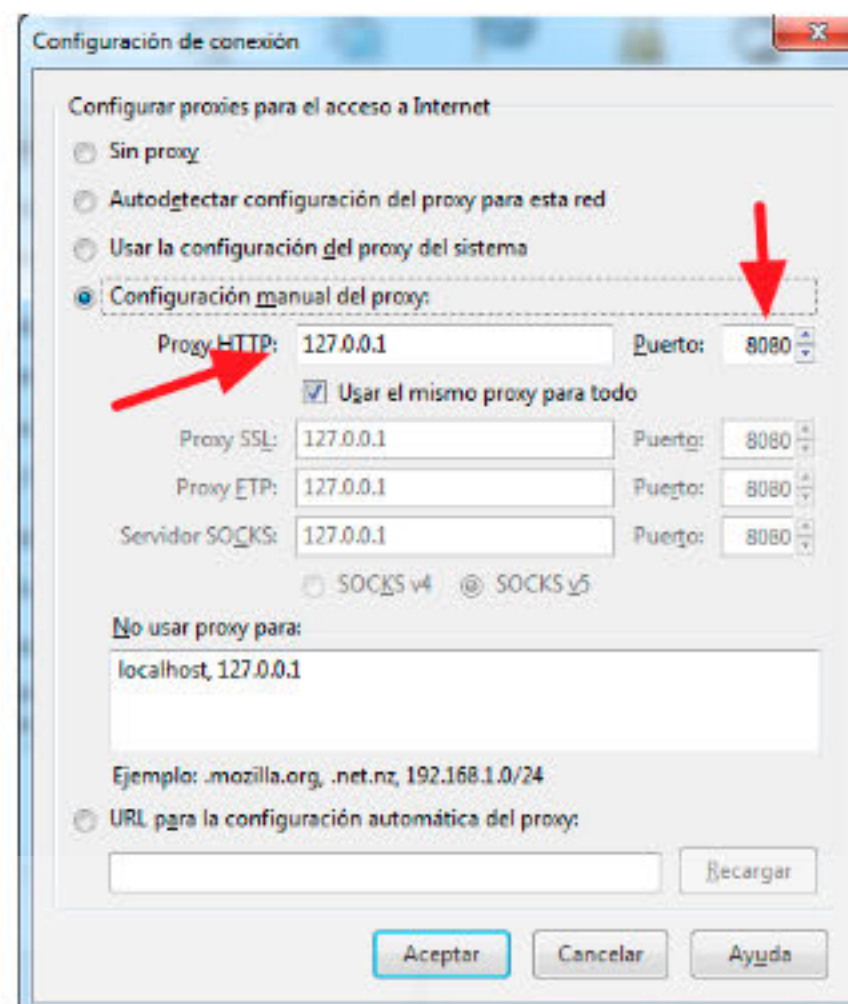 Configuración de conexión
Configurar proxies para el acceso a Internet
Sin proxy
Autodetectar configuración del proxy para esta red
Usar la configuración del proxy del sistema
Configuración manual del proxy:
Proxy HTTP: 127.0.0.1 Puerto: 8080
Usar el mismo proxy para todo
Proxy SSL: 127.0.0.1 Puerto: 8080
Proxy FTP: 127.0.0.1 Puerto: 8080
Servidor SOCKS: 127.0.0.1 Puerto: 8080
SOCKS v4 SOCKS v5
No usar proxy para:
localhost, 127.0.0.1
Ejemplo: .mozilla.org, .net.nz, 192.168.1.0/24
URL para la configuración automática del proxy:
Recargar
Aceptar Cancelar Ayuda